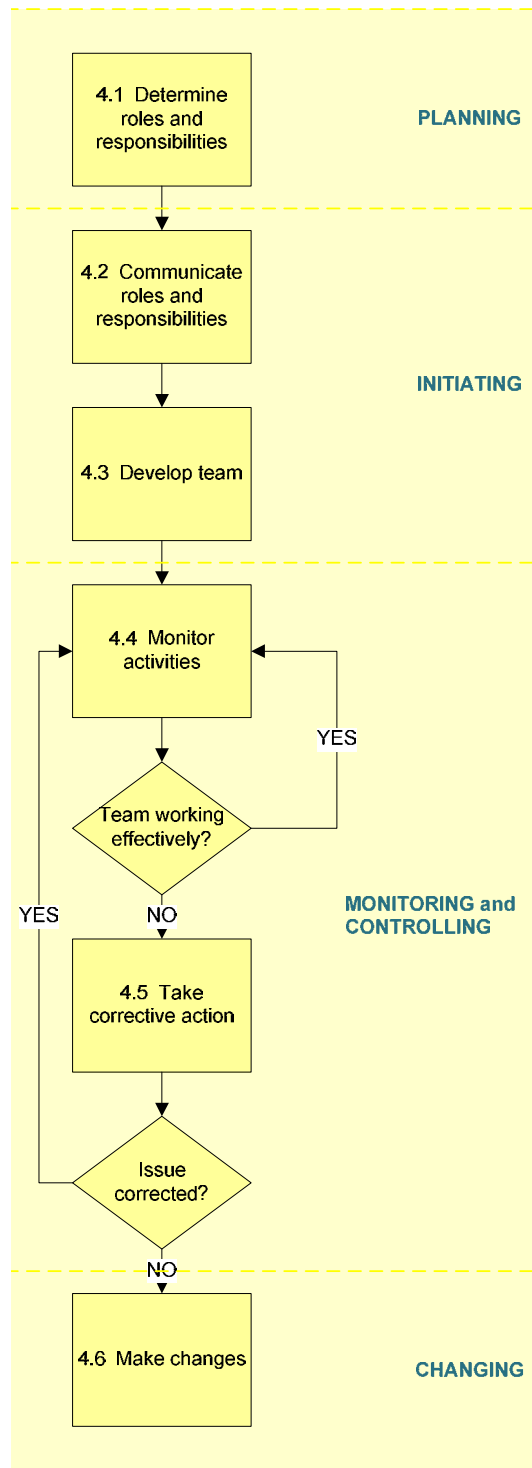 4.1 Determine
roles and
responsibilities
PLANNING
4.2 Communicate
roles and
responsibilities
INITIATING
4.3 Develop team
4.4 Monitor
activities
YES
Team working
effectively?
NO
YES
MONITORING and
CONTROLLING
4.5 Take
corrective action
Issue
corrected?
NO
4.6 Make changes
CHANGING